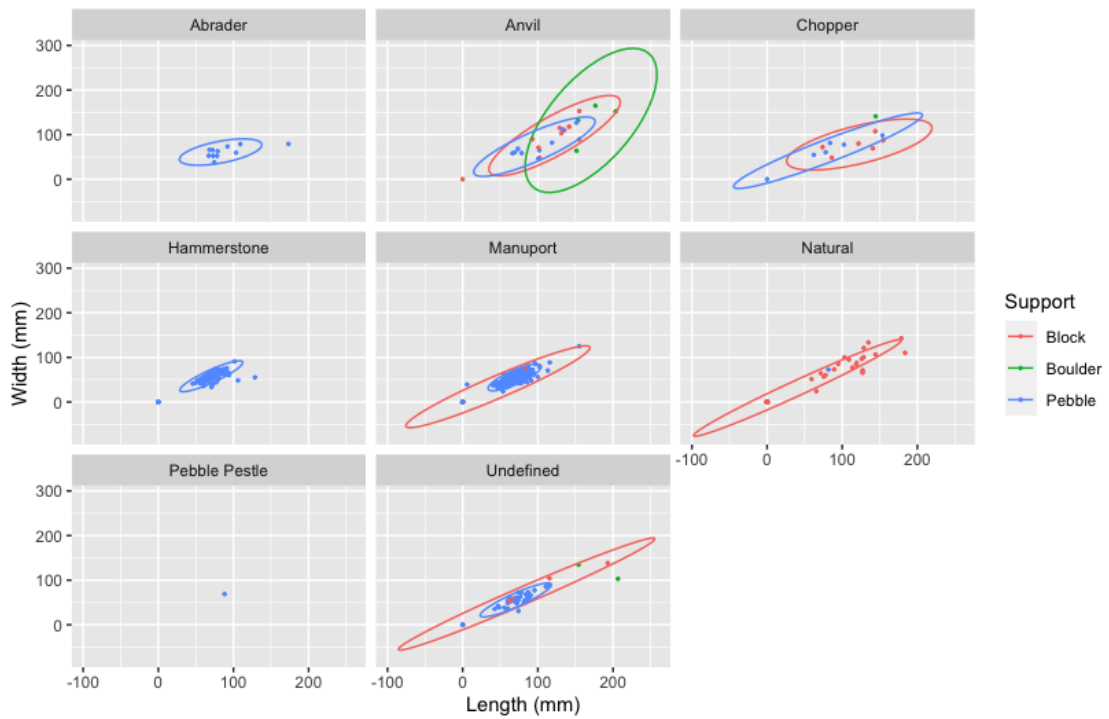 Abrader Anvil Chopper
300
200
100
0
Hammerstone Manuport Natural
300
200
100
0
-100 0 100 200
Pebble Pestle Undefined
300
200
100
0
-100 0 100 200 -100 0 100 200
Length (mm)
Width (mm)
Support
Block
Boulder
Pebble